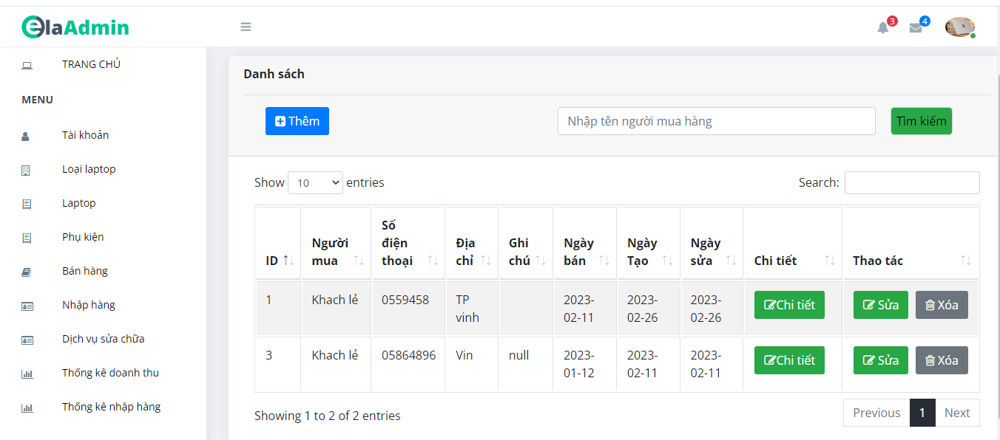 elaAdmin
3
4
TRANG CHỦ
MENU
Tài khoản
Loại laptop
Laptop
Phụ kiện
Bán hàng
Nhập hàng
Dịch vụ sửa chữa
Thống kê doanh thu
Thống kê nhập hàng
Danh sách
Thêm
Nhập tên người mua hàng
Tìm kiếm
Show 10 entries
Search:
ID
Người
mua
Số
điện
thoại
Địa
chỉ
Ghi
chú
Ngày
bán
Ngày
Tạo
Ngày
sửa
Chi tiết
Thao tác
1
Khach lẻ
0559458
TP
vinh
2023-
02-11
2023-
02-26
2023-
02-26
Chi tiết
Sửa
Xóa
3
Khach lẻ
05864896
Vin
null
2023-
01-12
2023-
02-11
2023-
02-11
Chi tiết
Sửa
Xóa
Showing 1 to 2 of 2 entries
Previous 1 Next